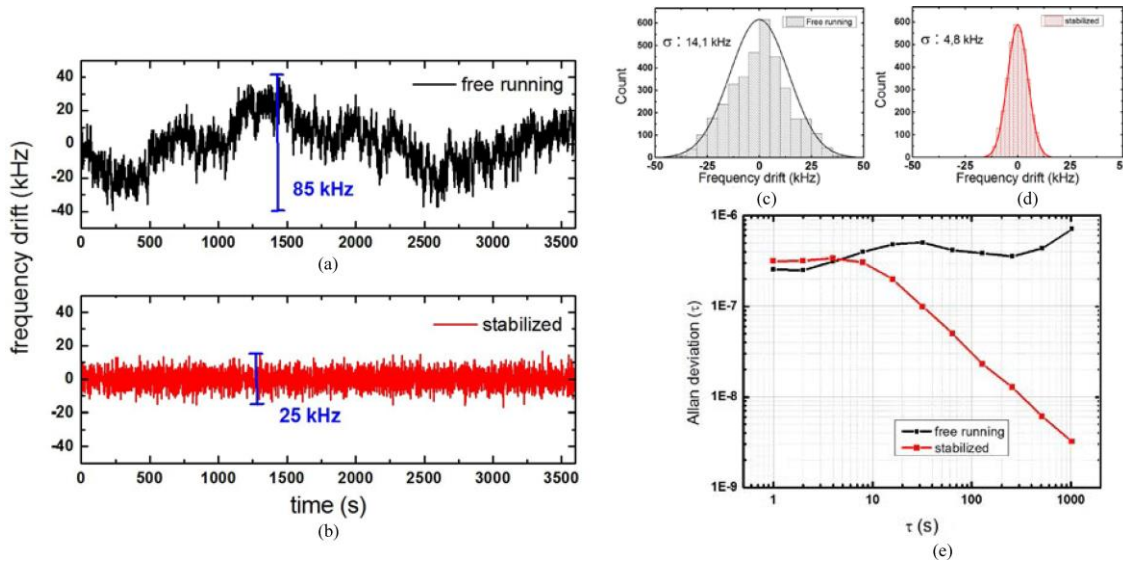 frequency drift (kHz)
40
20
0
-20
-40
free running
85 kHz
0 500 1000 1500 2000 2500 3000 3500
(a)
40
20
0
-20
-40
stabilized
25 kHz
0 500 1000 1500 2000 2500 3000 3500
time (s)
(b)
Count
600
500
400
300
200
100
0
σ : 14,1 kHz
Free running
-50 -25 0 25 50
Frequency drift (kHz)
(c)
Count
600
500
400
300
200
100
0
σ : 4,8 kHz
stabilized
-50 -25 0 25 50
Frequency drift (kHz)
(d)
Allan deviation (τ)
1E-6
1E-7
1E-8
1E-9
free running
stabilized
1 10 100 1000
τ (s)
(e)